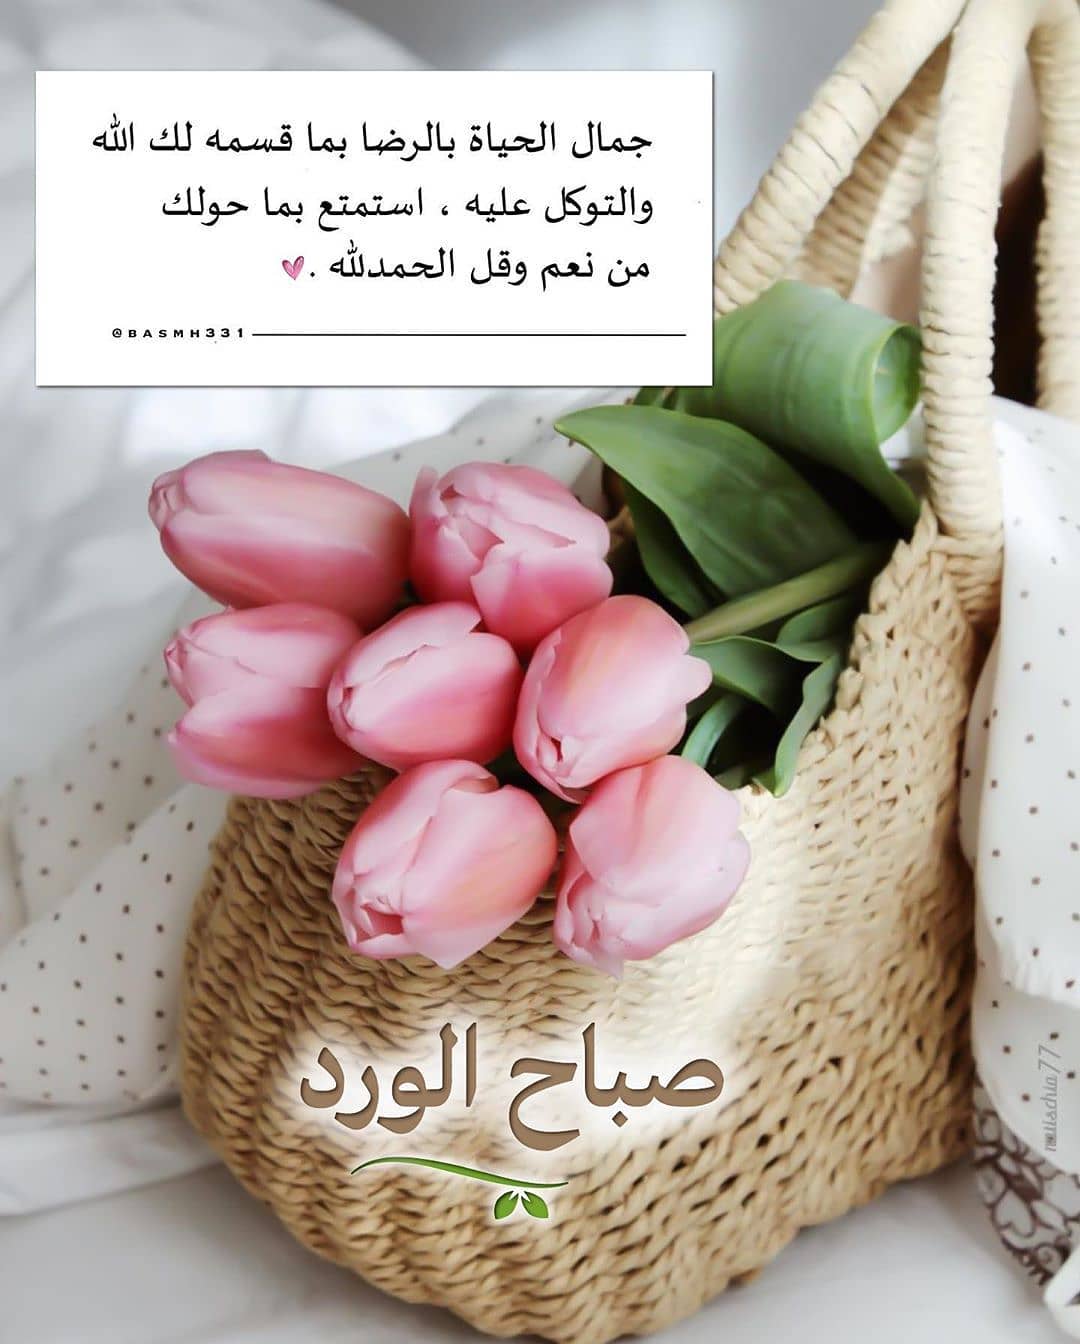 جمال الحياة بالرضا بما قسمه لك الله
والتوكل عليه ، استمتع بما حولك
من نعم وقل الحمدلله .💗
@BASMH331
صباح الورد